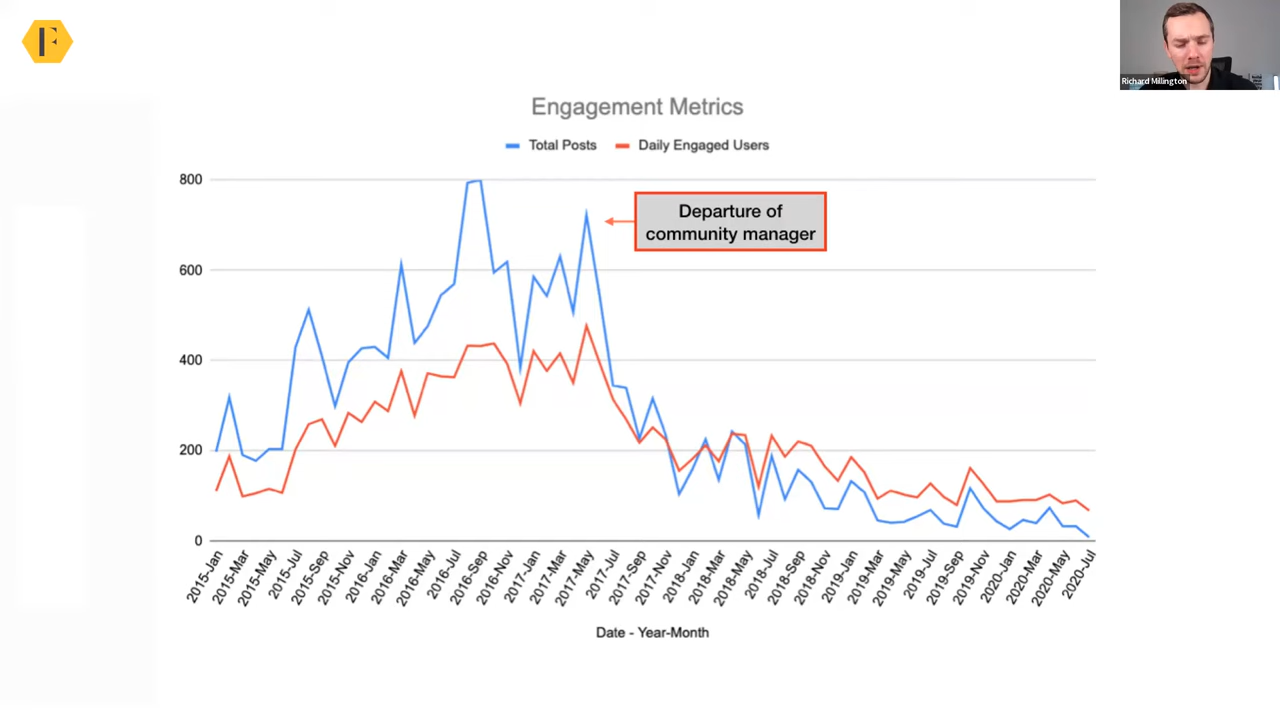 F
Richard Millington
Engagement Metrics
Total Posts
Daily Engaged Users
800
600
400
200
0
Departure of
community manager
2015-Jan
2015-Mar
2015-May
2015-Jul
2015-Sep
2015-Nov
2016-Jan
2016-Mar
2016-May
2016-Jul
2016-Sep
2016-Nov
2017-Jan
2017-Mar
2017-May
2017-Jul
2017-Sep
2017-Nov
2018-Jan
2018-Mar
2018-May
2018-Jul
2018-Sep
2018-Nov
2019-Jan
2019-Mar
2019-May
2019-Jul
2019-Sep
2019-Nov
2020-Jan
2020-Mar
2020-May
2020-Jul
Date - Year-Month